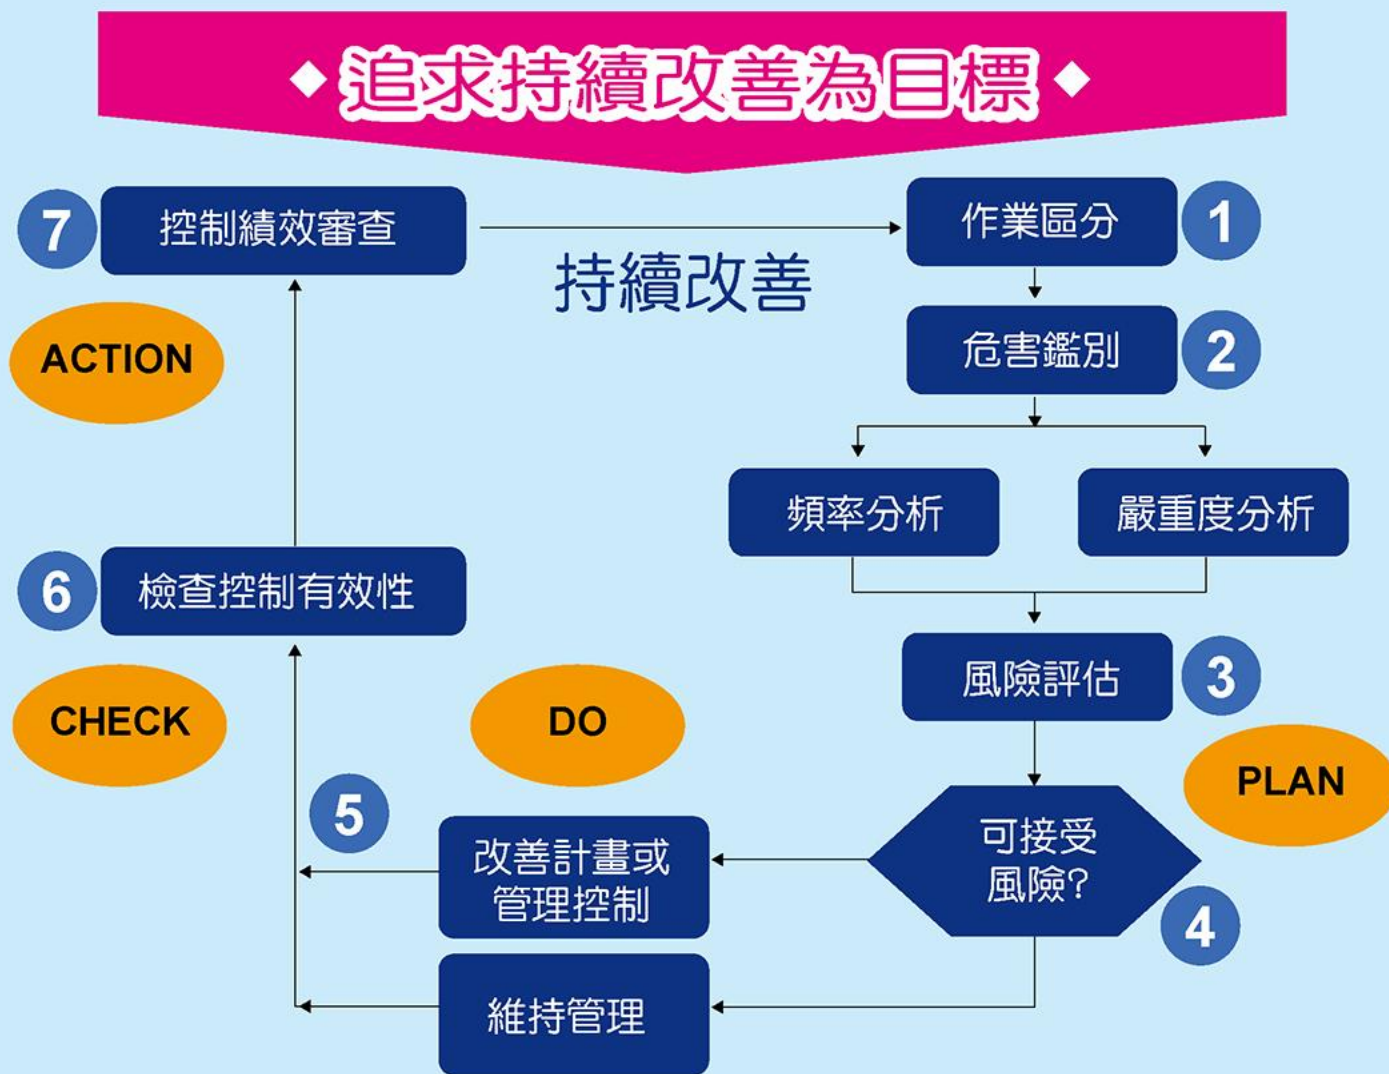 ◆追求持續改善為目標◆
7
控制績效審查
持續改善
作業區分
1
危害鑑別
2
ACTION
頻率分析
嚴重度分析
6
檢查控制有效性
風險評估
3
CHECK
DO
PLAN
5
改善計畫或
管理控制
可接受
風險?
4
維持管理